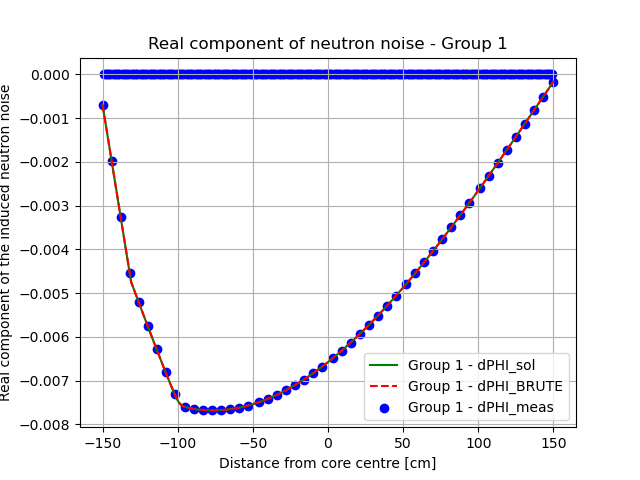 Real component of neutron noise - Group 1
Real component of the induced neutron noise
0.000
−0.001
−0.002
−0.003
−0.004
−0.005
−0.006
−0.007
−0.008
Group 1 - dPHI_sol
Group 1 - dPHI_BRUTE
Group 1 - dPHI_meas
−150
−100
−50
0
50
100
150
Distance from core centre [cm]